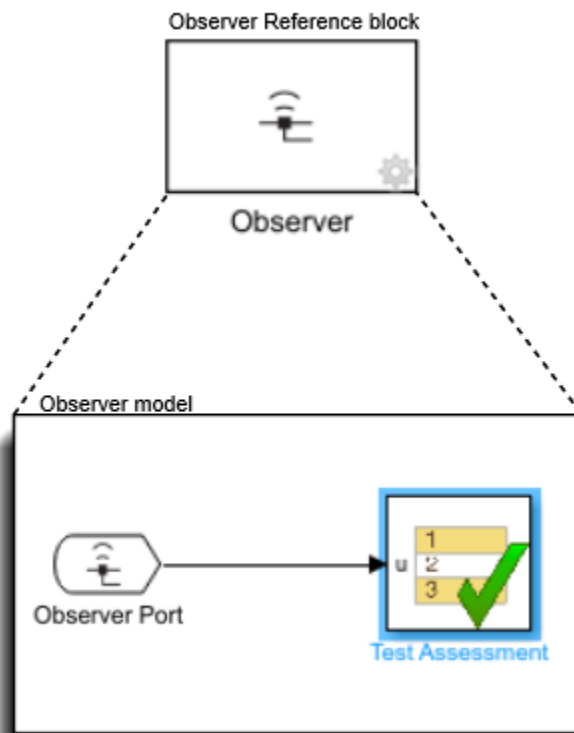 Observer Reference block
Observer
Observer model
1
u 2
3
Observer Port
Test Assessment